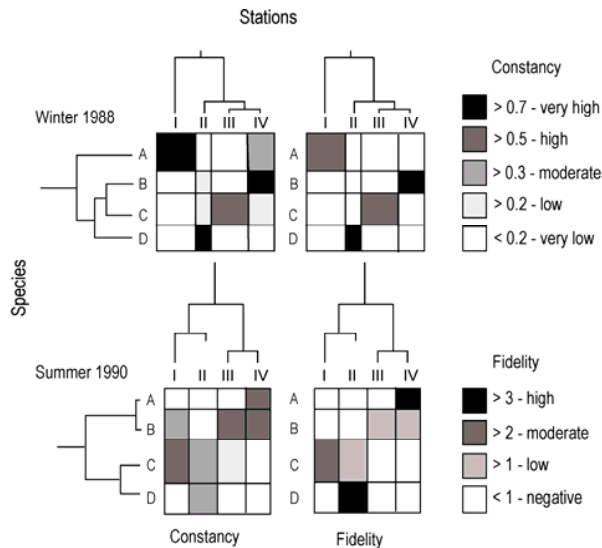 Stations
Constancy
Winter 1988
I II III IV
I II III IV
> 0.7 - very high
A
A
> 0.5 - high
B
B
> 0.3 - moderate
C
C
> 0.2 - low
D
D
< 0.2 - very low
Species
Summer 1990
I II III IV
I II III IV
Fidelity
A
A
> 3 - high
B
B
> 2 - moderate
C
C
> 1 - low
D
D
< 1 - negative
Constancy
Fidelity